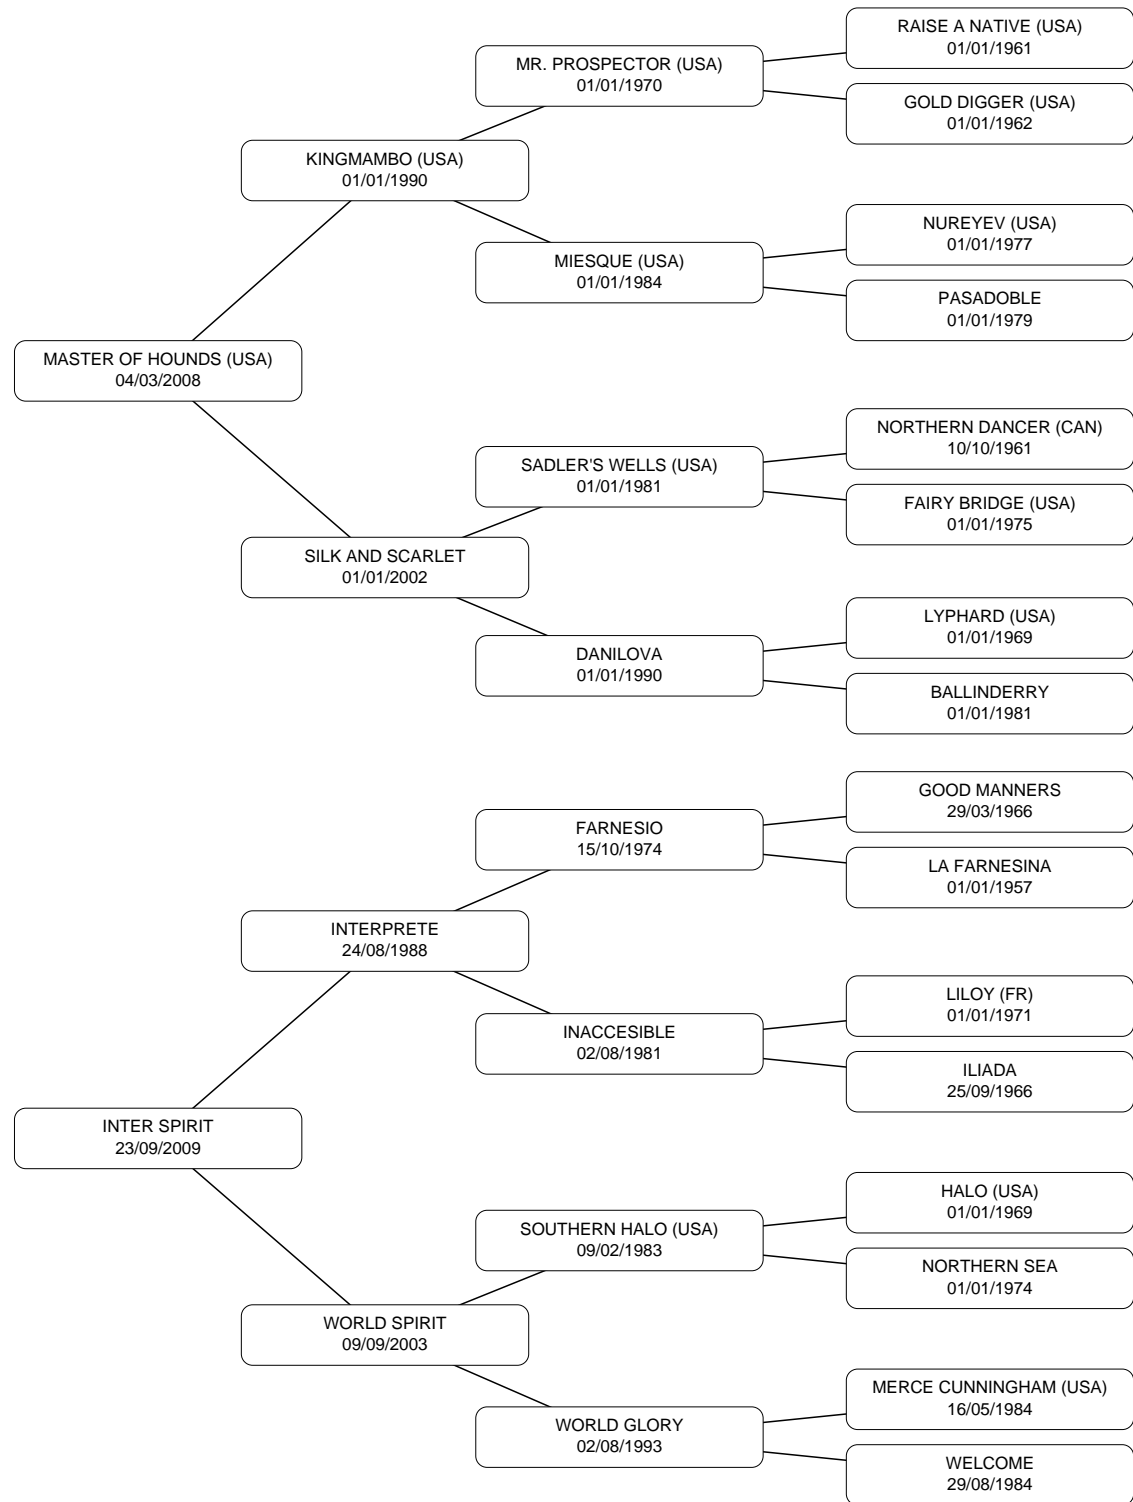 RAISE A NATIVE (USA)
01/01/1961
MR. PROSPECTOR (USA)
01/01/1970
GOLD DIGGER (USA)
01/01/1962
KINGMAMBO (USA)
01/01/1990
NUREYEV (USA)
01/01/1977
MIESQUE (USA)
01/01/1984
PASADOBLE
01/01/1979
MASTER OF HOUNDS (USA)
04/03/2008
NORTHERN DANCER (CAN)
10/10/1961
SADLER'S WELLS (USA)
01/01/1981
FAIRY BRIDGE (USA)
01/01/1975
SILK AND SCARLET
01/01/2002
LYPHARD (USA)
01/01/1969
DANILOVA
01/01/1990
BALLINDERRY
01/01/1981
GOOD MANNERS
29/03/1966
FARNESIO
15/10/1974
LA FARNESINA
01/01/1957
INTERPRETE
24/08/1988
LILOY (FR)
01/01/1971
INACCESIBLE
02/08/1981
ILIADA
25/09/1966
INTER SPIRIT
23/09/2009
HALO (USA)
01/01/1969
SOUTHERN HALO (USA)
09/02/1983
NORTHERN SEA
01/01/1974
WORLD SPIRIT
09/09/2003
MERCE CUNNINGHAM (USA)
16/05/1984
WORLD GLORY
02/08/1993
WELCOME
29/08/1984